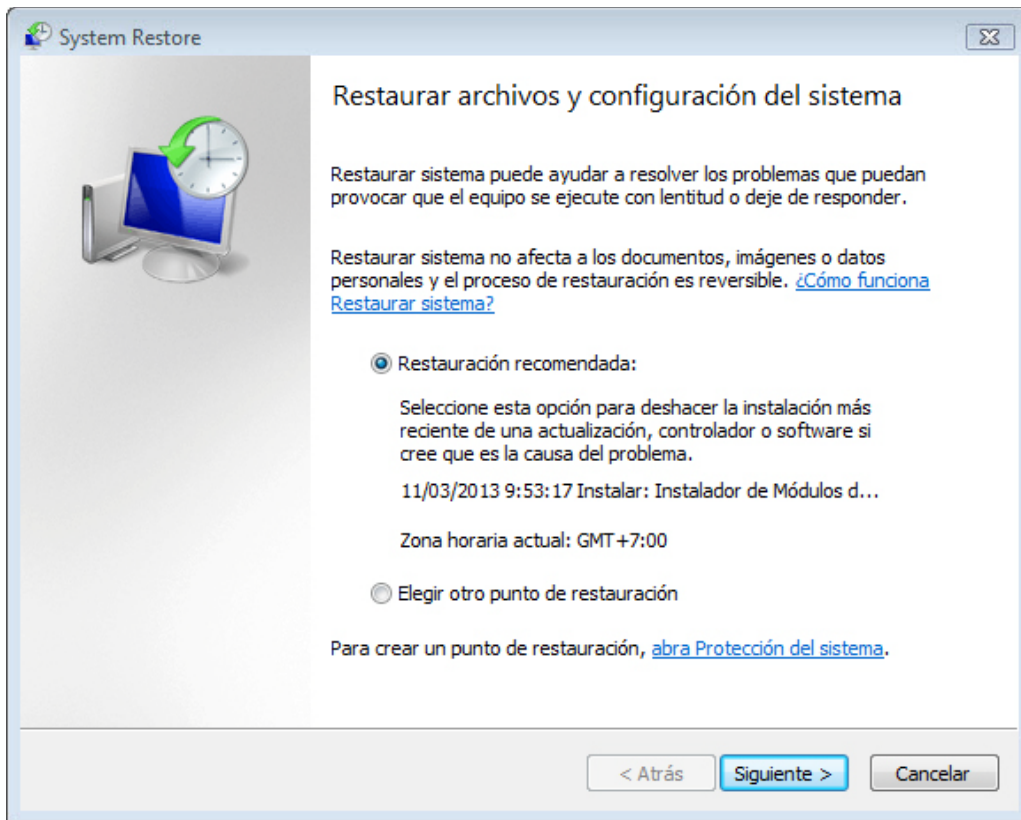 System Restore
Restaurar archivos y configuración del sistema
Restaurar sistema puede ayudar a resolver los problemas que puedan
provocar que el equipo se ejecute con lentitud o deje de responder.
Restaurar sistema no afecta a los documentos, imágenes o datos
personales y el proceso de restauración es reversible. ¿Cómo funciona
Restaurar sistema?
Restauración recomendada:
Seleccione esta opción para deshacer la instalación más
reciente de una actualización, controlador o software si
cree que es la causa del problema.
11/03/2013 9:53:17 Instalar: Instalador de Módulos d...
Zona horaria actual: GMT+7:00
Elegir otro punto de restauración
Para crear un punto de restauración, abra Protección del sistema.
< Atrás Siguiente > Cancelar